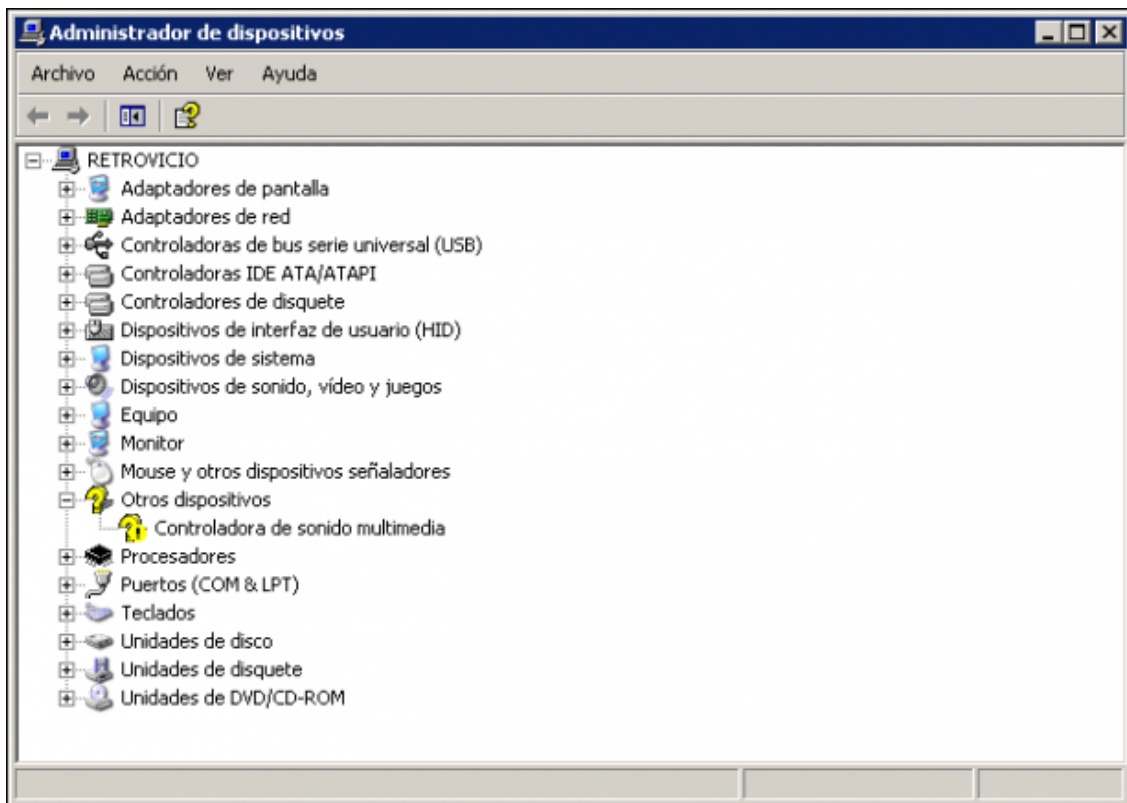 Administrador de dispositivos
Archivo Acción Ver Ayuda
RETROVICIO
Adaptadores de pantalla
Adaptadores de red
Controladoras de bus serie universal (USB)
Controladoras IDE ATA/ATAPI
Controladores de disquete
Dispositivos de interfaz de usuario (HID)
Dispositivos de sistema
Dispositivos de sonido, vídeo y juegos
Equipo
Monitor
Mouse y otros dispositivos señaladores
Otros dispositivos
Controladora de sonido multimedia
Procesadores
Puertos (COM & LPT)
Teclados
Unidades de disco
Unidades de disquete
Unidades de DVD/CD-ROM